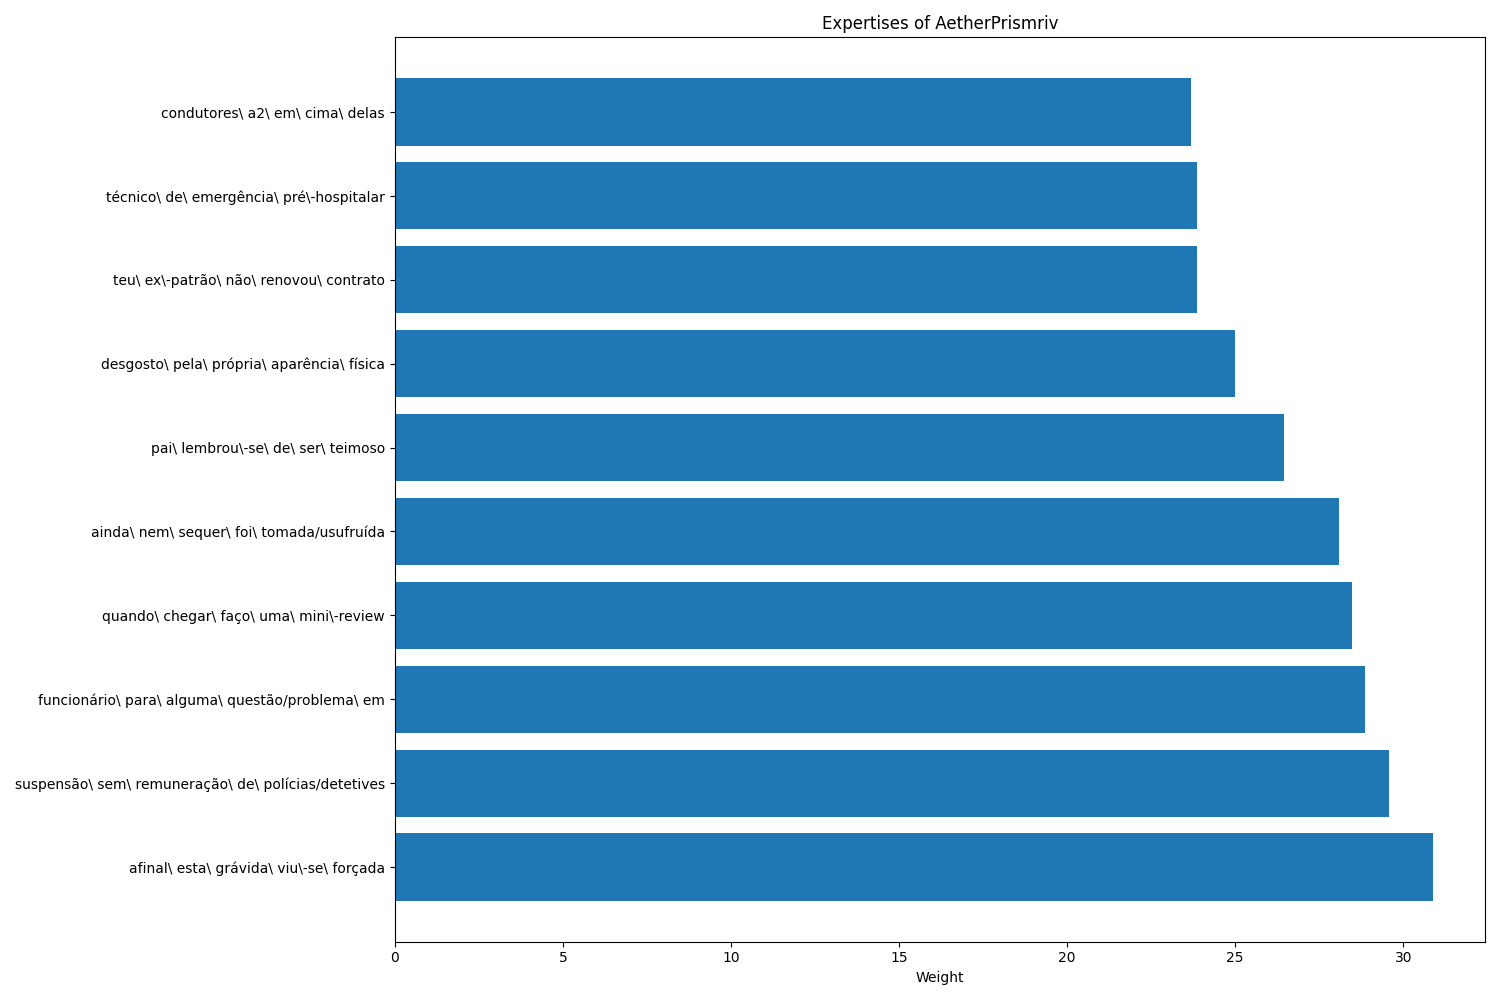 Expertises of AetherPrismriv
condutores\ a2\ em\ cima\ delas
técnico\ de\ emergência\ pré\-hospitalar
teu\ ex\-patrão\ não\ renovou\ contrato
desgosto\ pela\ própria\ aparência\ física
pai\ lembrou\-se\ de\ ser\ teimoso
ainda\ nem\ sequer\ foi\ tomada/usufruída
quando\ chegar\ faço\ uma\ mini\-review
funcionário\ para\ alguma\ questão/problema\ em
suspensão\ sem\ remuneração\ de\ polícias/detetives
afinal\ esta\ grávida\ viu\-se\ forçada
0 5 10 15 20 25 30
Weight